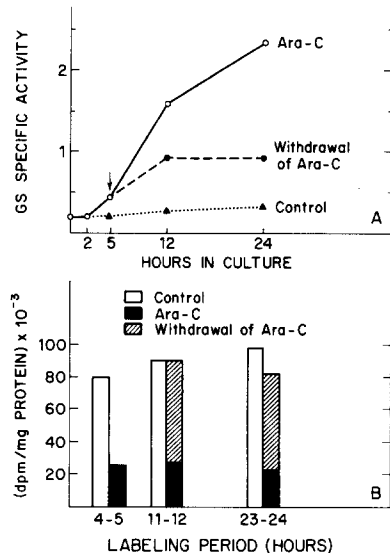 GS SPECIFIC ACTIVITY
2
1
Ara-C
Withdrawal
of Ara-C
Control
A
2 5 12 24
HOURS IN CULTURE
(dpm/mg PROTEIN) x 10⁻³
100
80
60
40
20
Control
Ara-C
Withdrawal of Ara-C
B
4-5 11-12 23-24
LABELING PERIOD (HOURS)